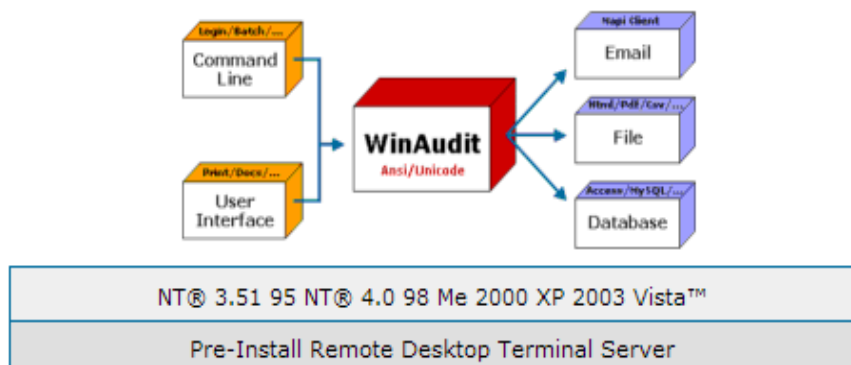 Login/Batch/...
Command
Line
Print/Docs/...
User
Interface
WinAudit
Ansi/Unicode
Mapi Client
Email
Html/Pdf/Csv/...
File
Access/MySQL/...
Database
NT® 3.51 95 NT® 4.0 98 Me 2000 XP 2003 Vista™
Pre-Install Remote Desktop Terminal Server